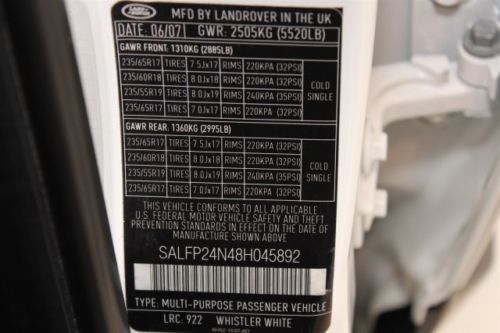 LAND ROVER
MFD BY LANDROVER IN THE UK
DATE: 06/07 GWR: 2505KG (5520LB)
GAWR FRONT: 1310KG (2885LB)
235/65R17 TIRES 7.5Jx17 RIMS 220KPA (32PSI)
235/60R18 TIRES 8.0Jx18 RIMS 220KPA (32PSI)
235/55R19 TIRES 8.0Jx19 RIMS 240KPA (35PSI)
235/65R17 TIRES 7.0Jx17 RIMS 220KPA (32PSI)
COLD
SINGLE
GAWR REAR: 1360KG (2995LB)
235/65R17 TIRES 7.5Jx17 RIMS 220KPA (32PSI)
235/60R18 TIRES 8.0Jx18 RIMS 220KPA (32PSI)
235/55R19 TIRES 8.0Jx19 RIMS 240KPA (35PSI)
235/65R17 TIRES 7.0Jx17 RIMS 220KPA (32PSI)
COLD
SINGLE
THIS VEHICLE CONFORMS TO ALL APPLICABLE
U.S. FEDERAL MOTOR VEHICLE SAFETY AND THEFT
PREVENTION STANDARDS IN EFFECT ON THE DATE OF
MANUFACTURE SHOWN ABOVE.
SALFP24N48H045892
TYPE: MULTI-PURPOSE PASSENGER VEHICLE
LRC: 922 WHISTLER WHITE